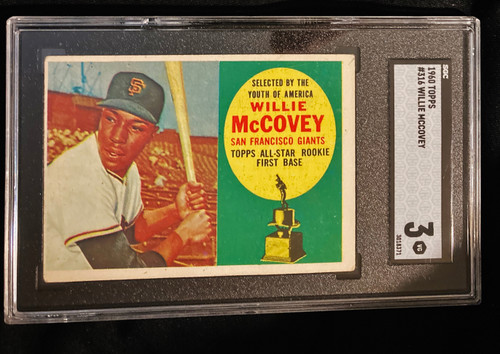 SELECTED BY THE
YOUTH OF AMERICA
WILLIE
McCOVEY
SAN FRANCISCO GIANTS
TOPPS ALL-STAR ROOKIE
FIRST BASE
SF
SGC
1960 TOPPS
#316 WILLIE MCCOVEY
3
VG